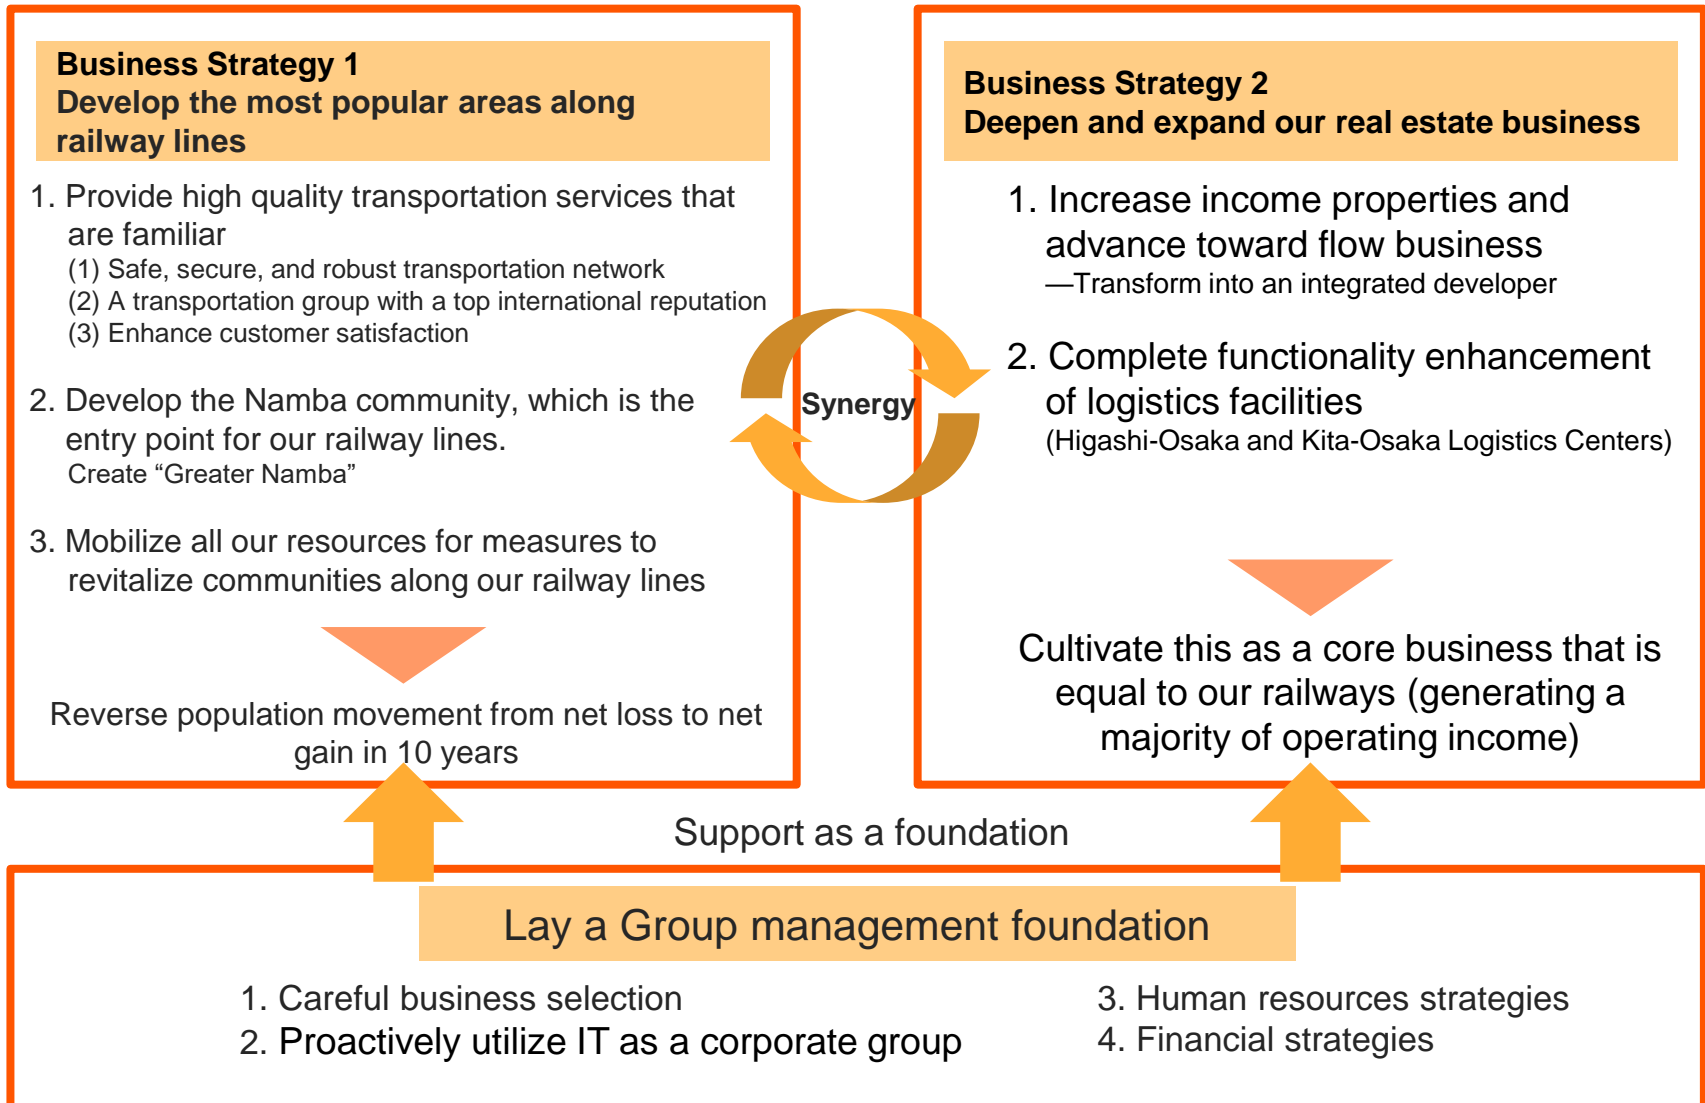 Business Strategy 1
Develop the most popular areas along
railway lines
1. Provide high quality transportation services that
are familiar
(1) Safe, secure, and robust transportation network
(2) A transportation group with a top international reputation
(3) Enhance customer satisfaction
2. Develop the Namba community, which is the
entry point for our railway lines.
Create “Greater Namba”
3. Mobilize all our resources for measures to
revitalize communities along our railway lines
Reverse population movement from net loss to net
gain in 10 years
Synergy
Business Strategy 2
Deepen and expand our real estate business
1. Increase income properties and
advance toward flow business
—Transform into an integrated developer
2. Complete functionality enhancement
of logistics facilities
(Higashi-Osaka and Kita-Osaka Logistics Centers)
Cultivate this as a core business that is
equal to our railways (generating a
majority of operating income)
Support as a foundation
Lay a Group management foundation
1. Careful business selection
2. Proactively utilize IT as a corporate group
3. Human resources strategies
4. Financial strategies